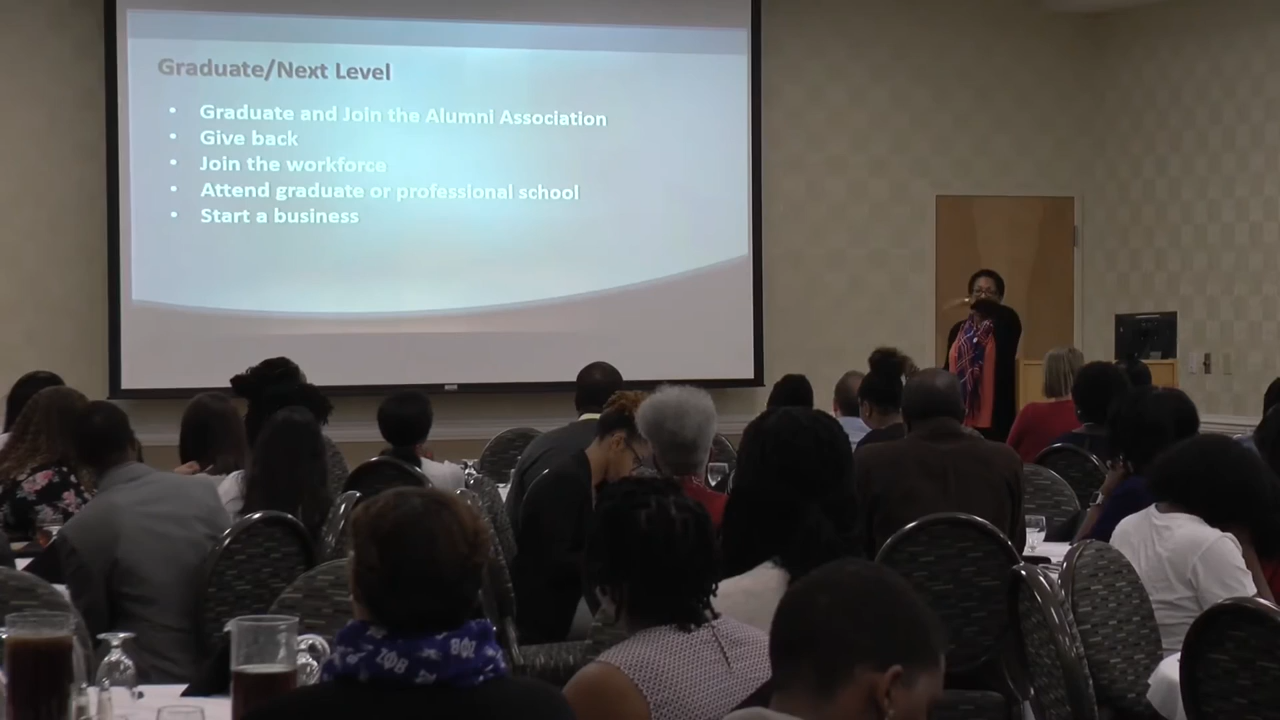 Graduate/Next Level
• Graduate and Join the Alumni Association
• Give back
• Join the workforce
• Attend graduate or professional school
• Start a business
ΖΦΒ